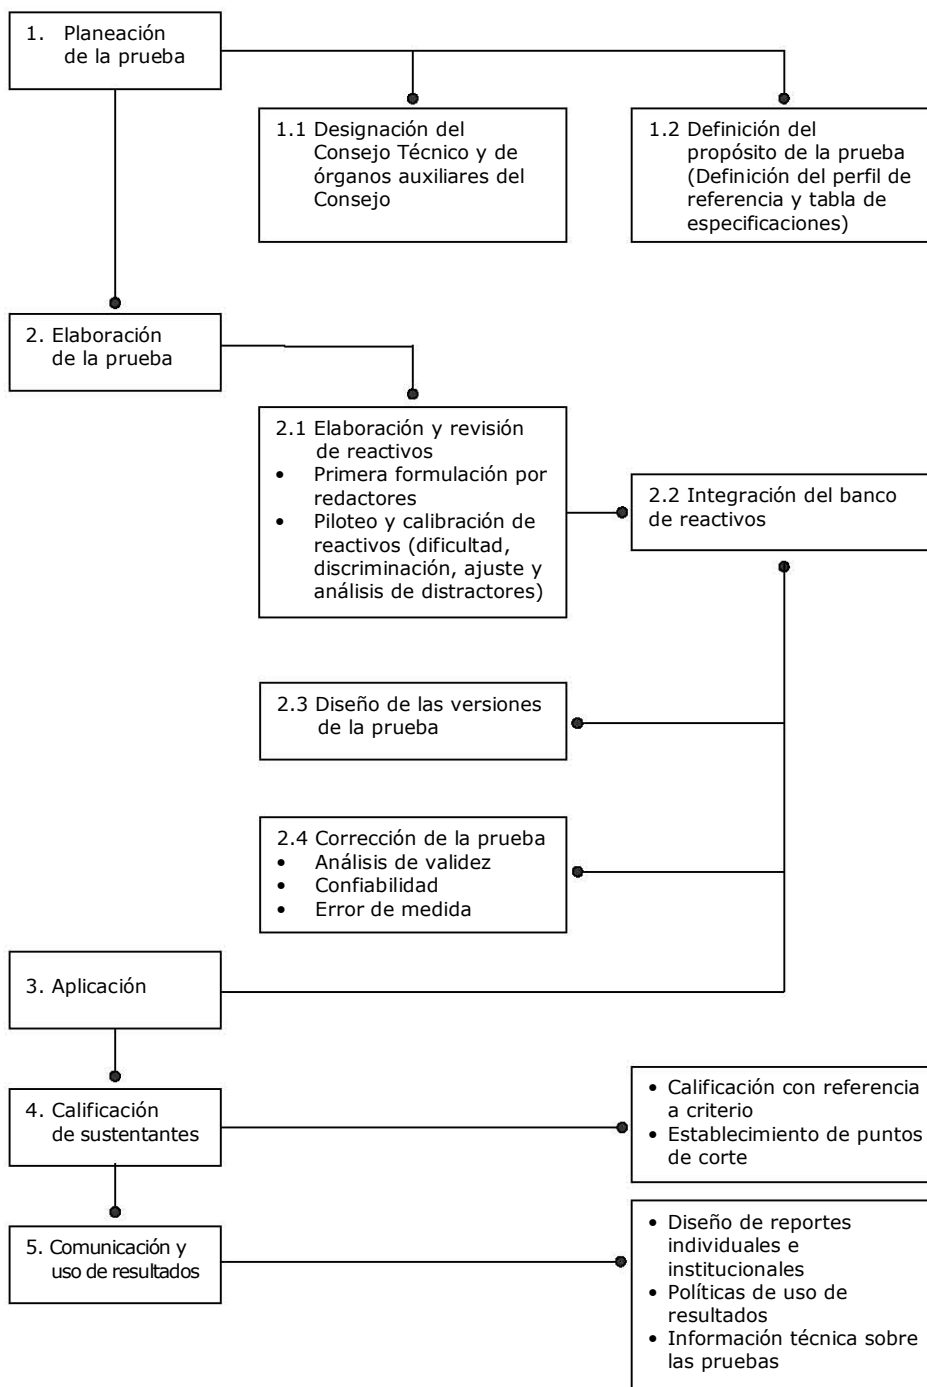 1. Planeación
de la prueba
1.1 Designación del
Consejo Técnico y de
órganos auxiliares del
Consejo
1.2 Definición del
propósito de la prueba
(Definición del perfil de
referencia y tabla de
especificaciones)
2. Elaboración
de la prueba
2.1 Elaboración y revisión
de reactivos
• Primera formulación por
redactores
• Piloteo y calibración de
reactivos (dificultad,
discriminación, ajuste y
análisis de distractores)
2.2 Integración del banco
de reactivos
2.3 Diseño de las versiones
de la prueba
2.4 Corrección de la prueba
• Análisis de validez
• Confiabilidad
• Error de medida
3. Aplicación
4. Calificación
de sustentantes
• Calificación con referencia
a criterio
• Establecimiento de puntos
de corte
5. Comunicación y
uso de resultados
• Diseño de reportes
individuales e
institucionales
• Políticas de uso de
resultados
• Información técnica sobre
las pruebas